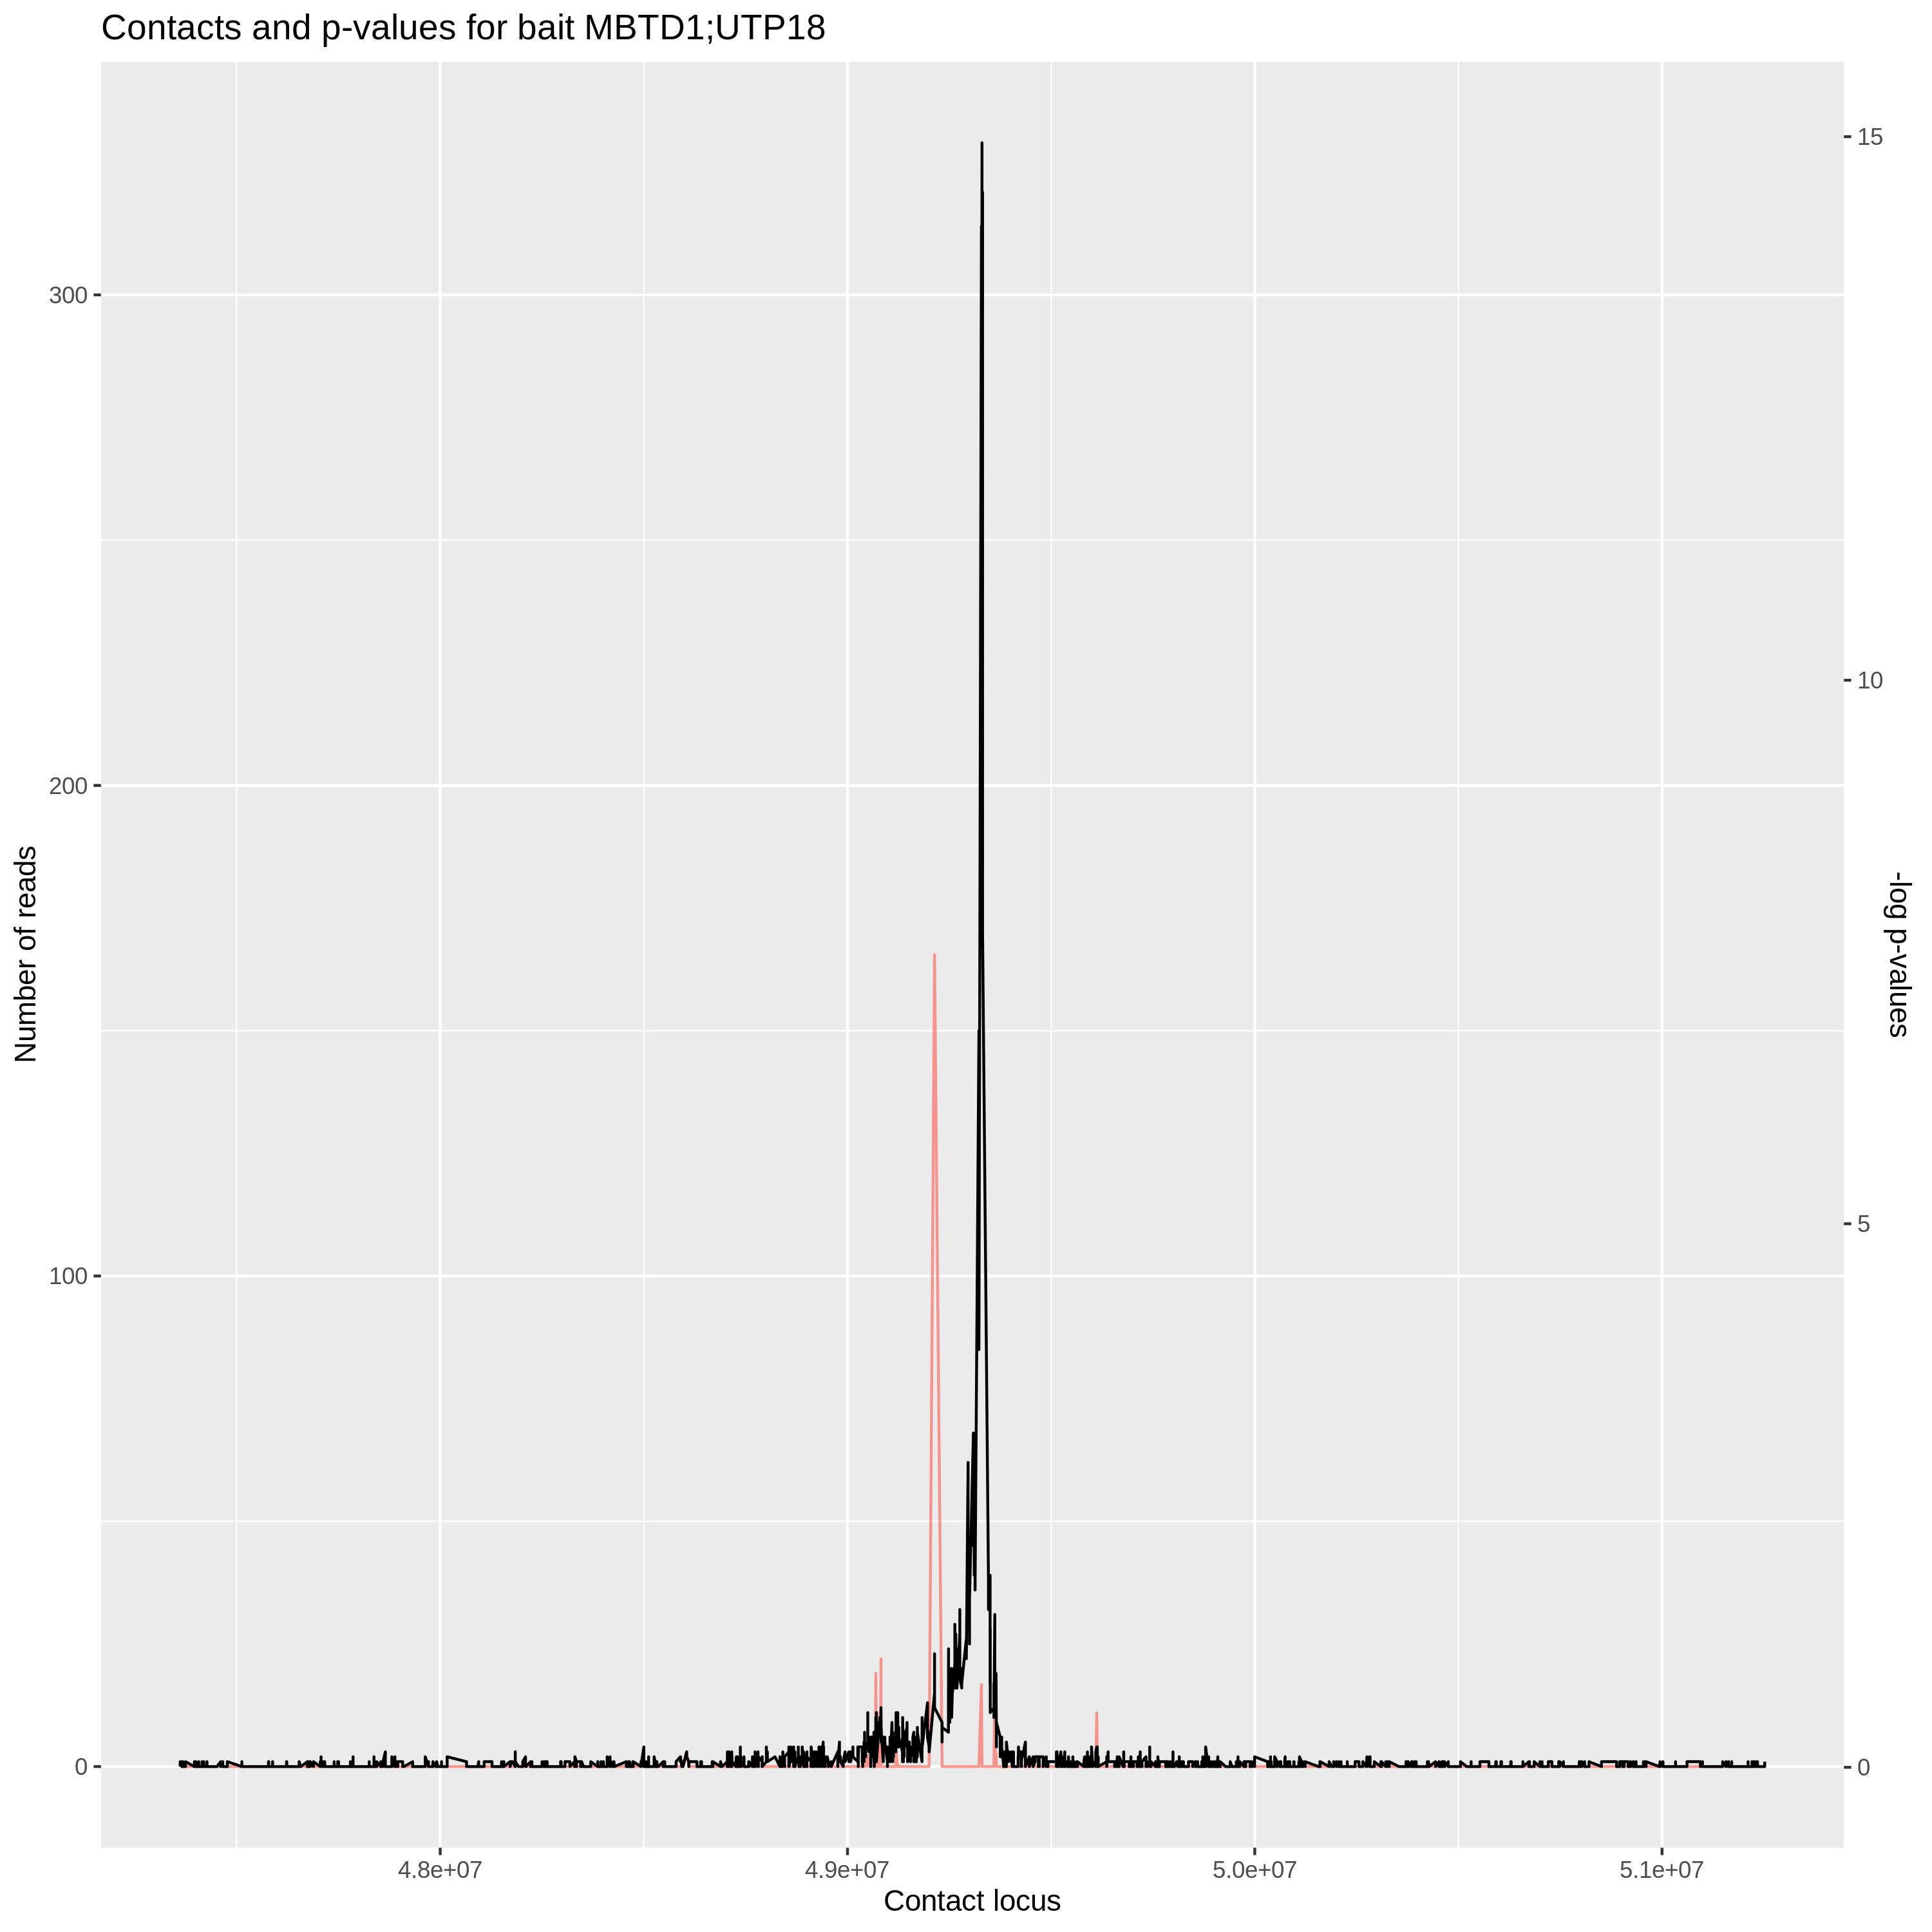 Contacts and p-values for bait MBTD1;UTP18
Number of reads
300
200
100
0
15
10
5
0
-log p-values
4.8e+07
4.9e+07
5.0e+07
5.1e+07
Contact locus